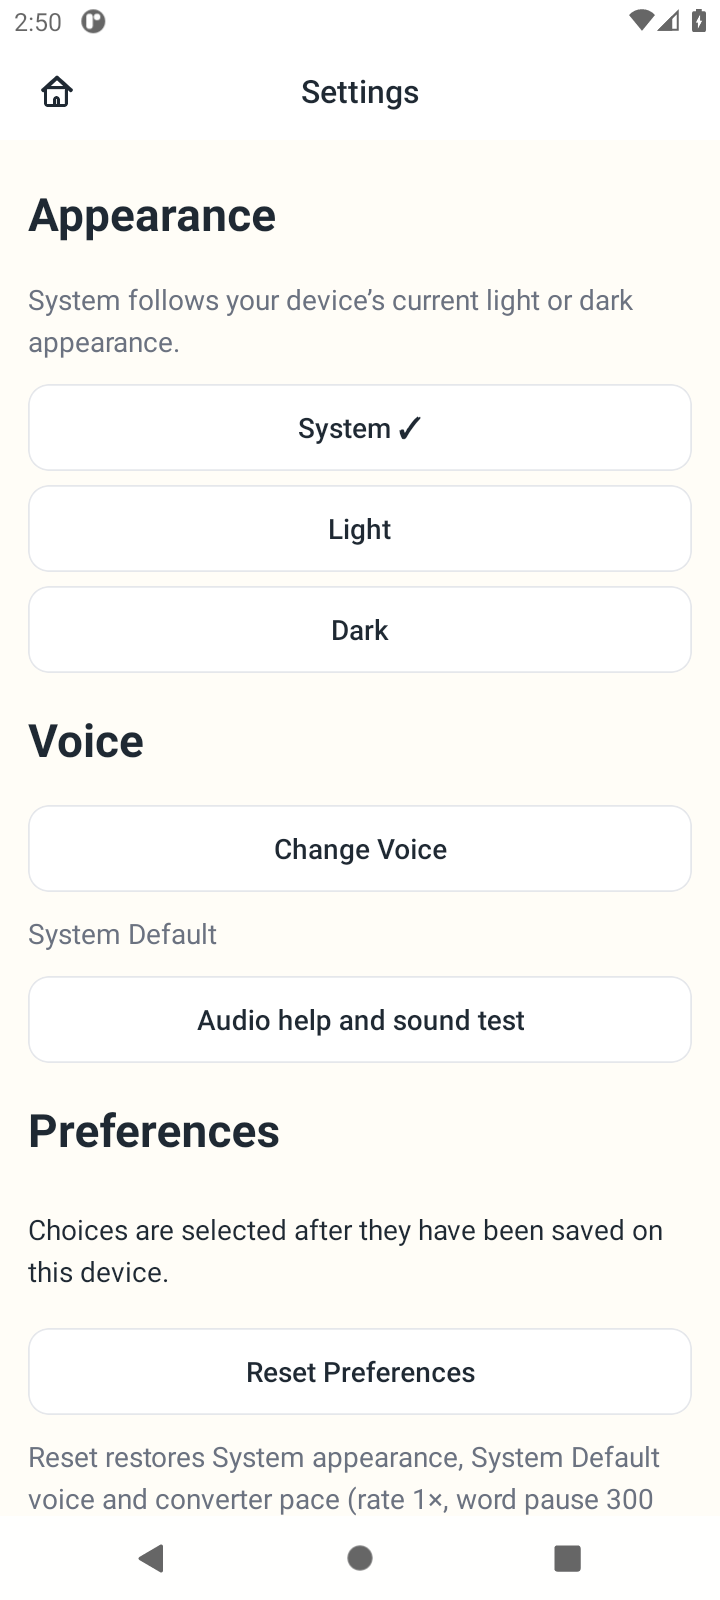 2:50
Settings
Appearance
System follows your device’s current light or dark
appearance.
System ✓
Light
Dark
Voice
Change Voice
System Default
Audio help and sound test
Preferences
Choices are selected after they have been saved on
this device.
Reset Preferences
Reset restores System appearance, System Default
voice and converter pace (rate 1×, word pause 300